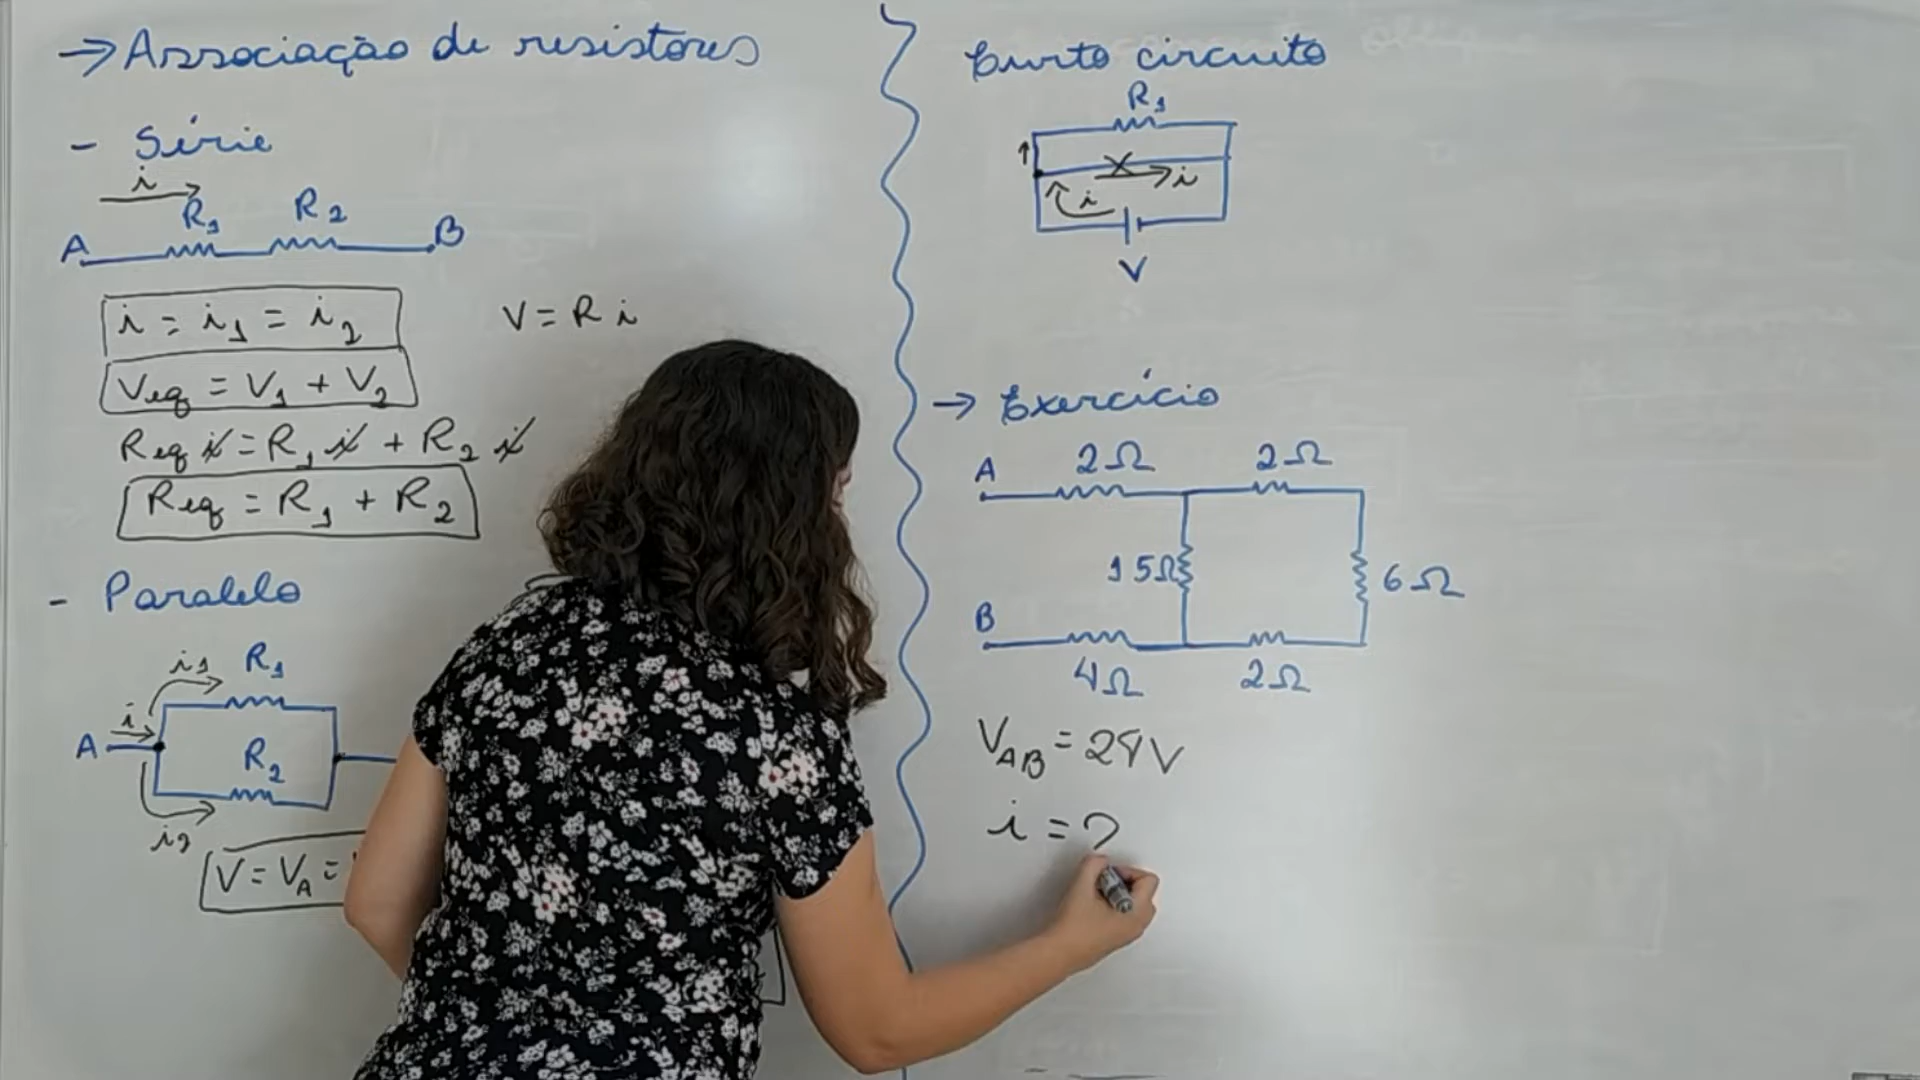 → Associação de resistores
- Série
i
R1 R2
A B
i = i1 = i2
V = R i
Veq = V1 + V2
Req i = R1 i + R2 i
Req = R1 + R2
- Paralelo
i1 R1
i
A
R2
i2
V = VA =
Curto circuito
R1
i
i
V
→ Exercício
A 2Ω 2Ω
15Ω 6Ω
B
4Ω 2Ω
VAB = 24V
i = ?